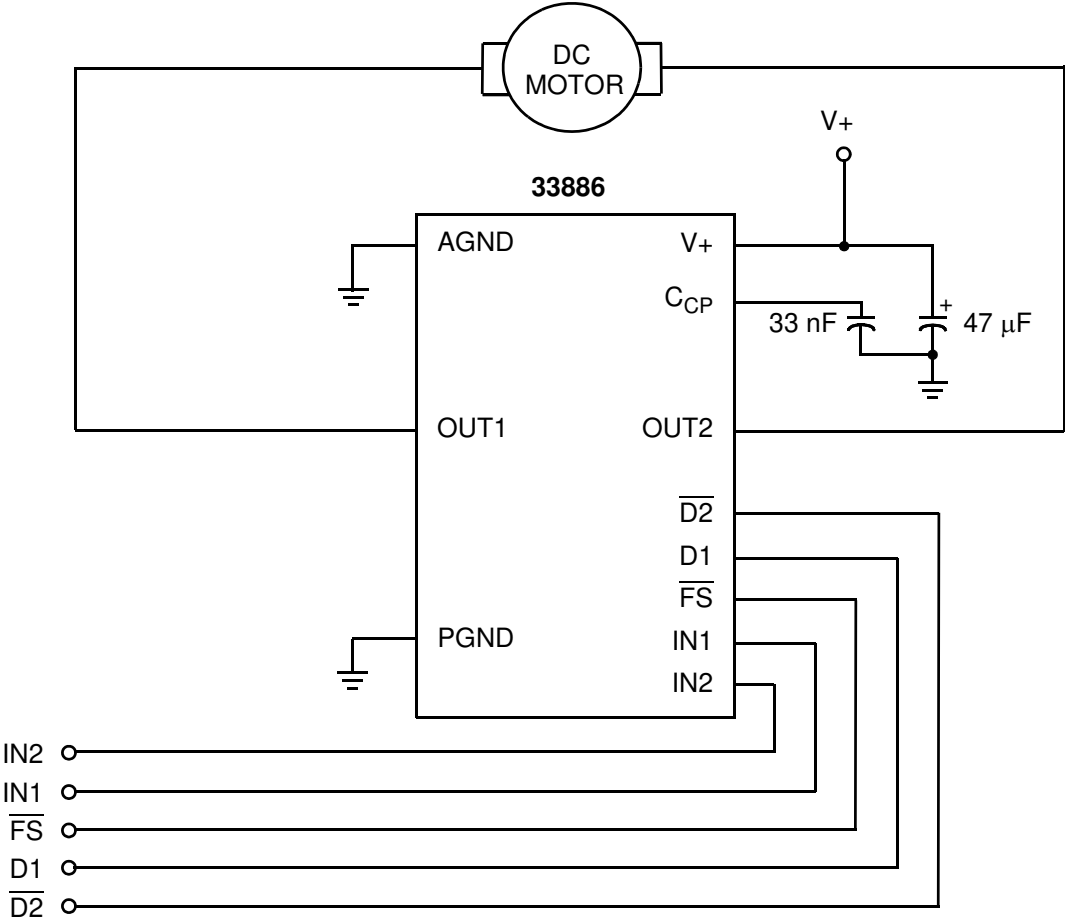 DC
MOTOR
V+
33886
AGND
V+
CCP
33 nF
+
47 μF
OUT1
OUT2
D2
D1
FS
PGND
IN1
IN2
IN2
IN1
FS
D1
D2